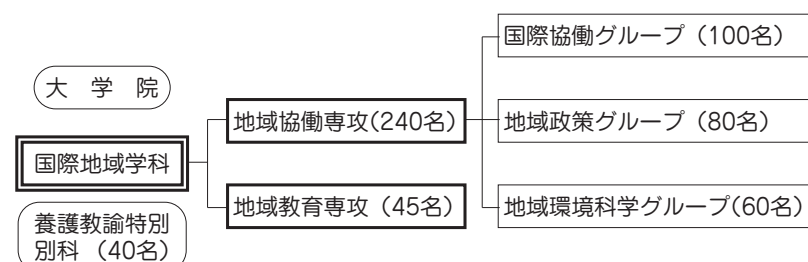 大　学　院
国際地域学科
養護教諭特別
別科 （40名）
地域協働専攻(240名)
地域教育専攻（45名）
国際協働グループ（100名）
地域政策グループ（80名）
地域環境科学グループ(60名)